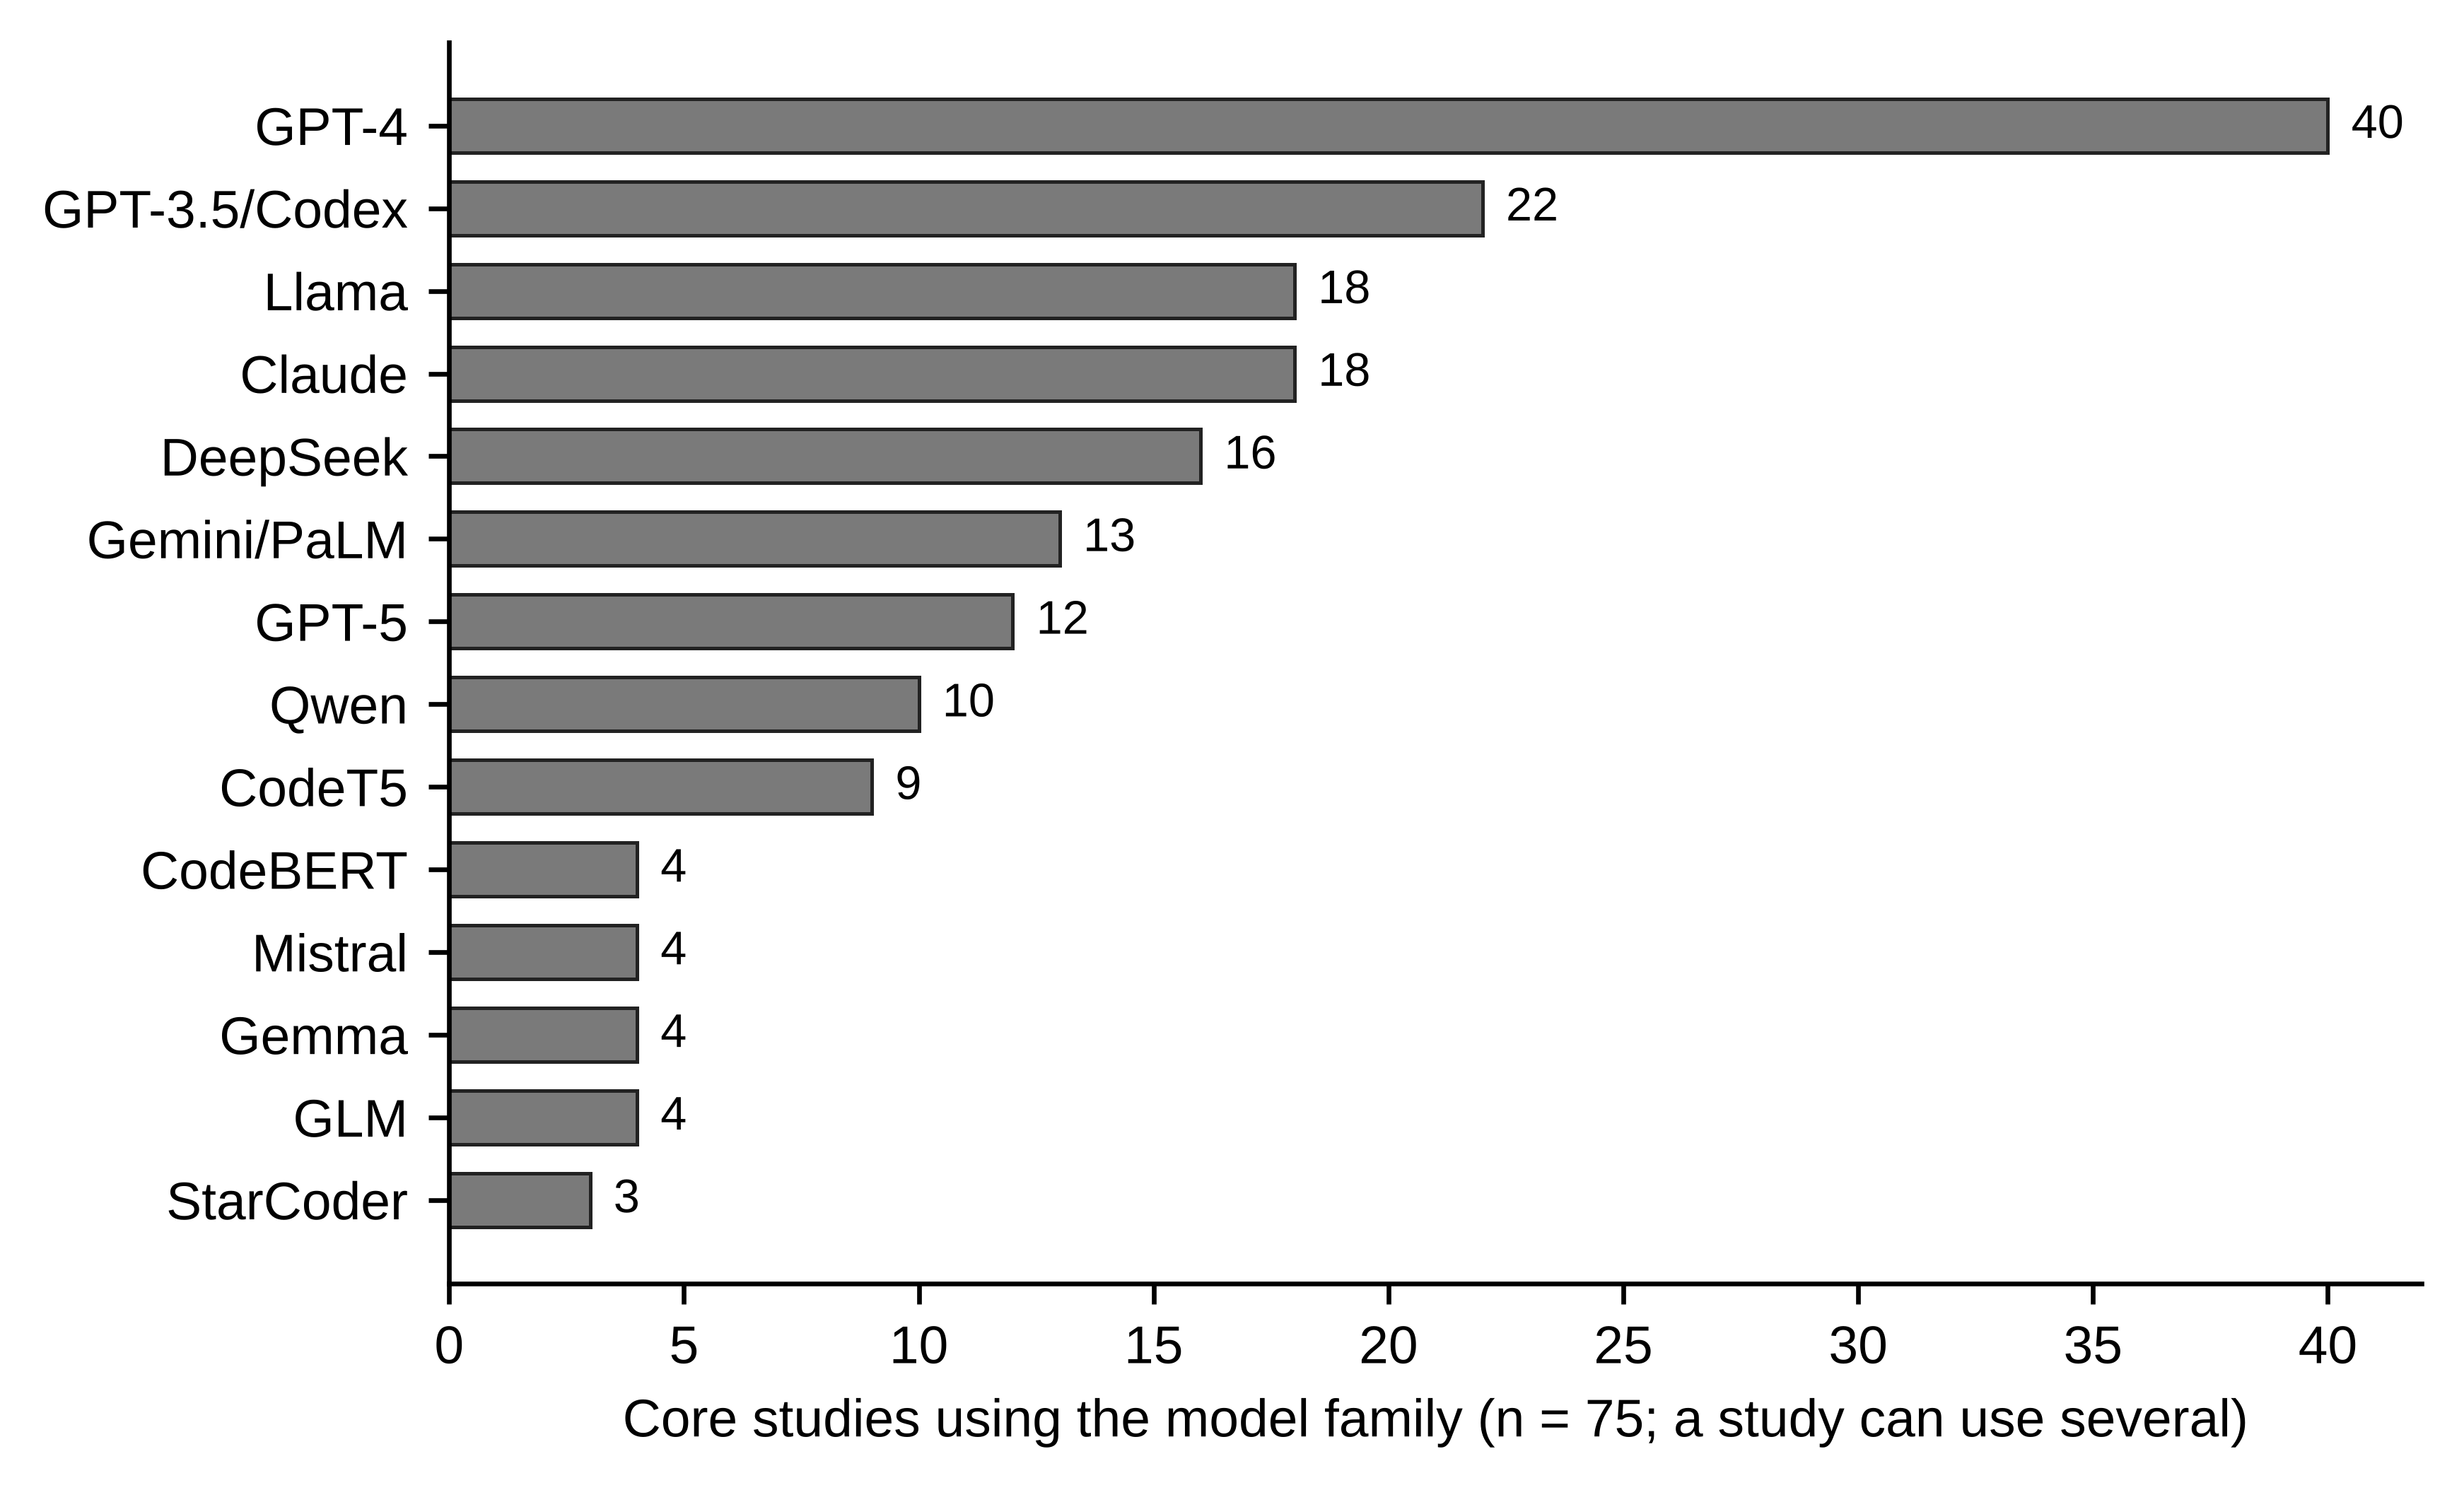 GPT-4 40
GPT-3.5/Codex 22
Llama 18
Claude 18
DeepSeek 16
Gemini/PaLM 13
GPT-5 12
Qwen 10
CodeT5 9
CodeBERT 4
Mistral 4
Gemma 4
GLM 4
StarCoder 3
0 5 10 15 20 25 30 35 40
Core studies using the model family (n = 75; a study can use several)